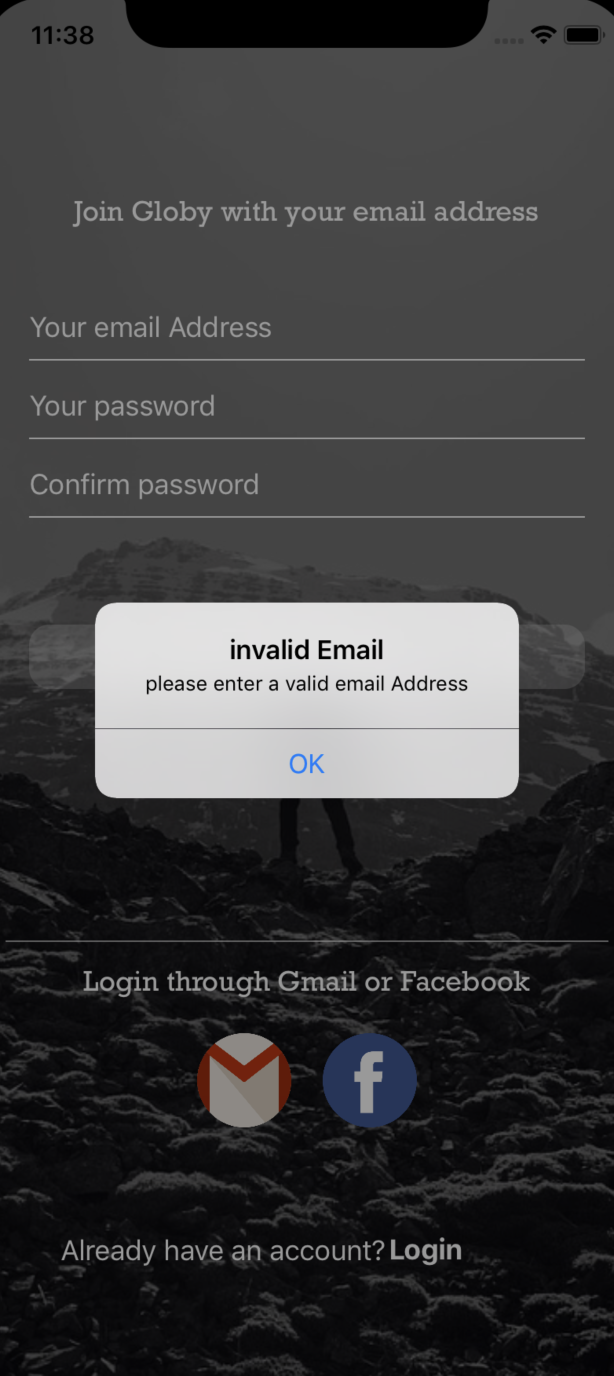 11:38
Join Globy with your email address
Your email Address
Your password
Confirm password
invalid Email
please enter a valid email Address
OK
Login through Gmail or Facebook
f
Already have an account? Login